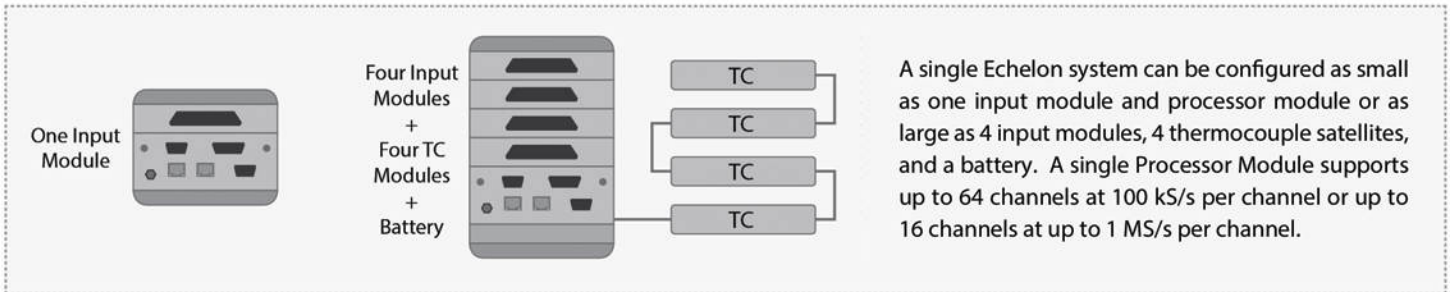 One Input
Module
Four Input
Modules
+
Four TC
Modules
+
Battery
TC
TC
TC
TC
A single Echelon system can be configured as small
as one input module and processor module or as
large as 4 input modules, 4 thermocouple satellites,
and a battery. A single Processor Module supports
up to 64 channels at 100 kS/s per channel or up to
16 channels at up to 1 MS/s per channel.